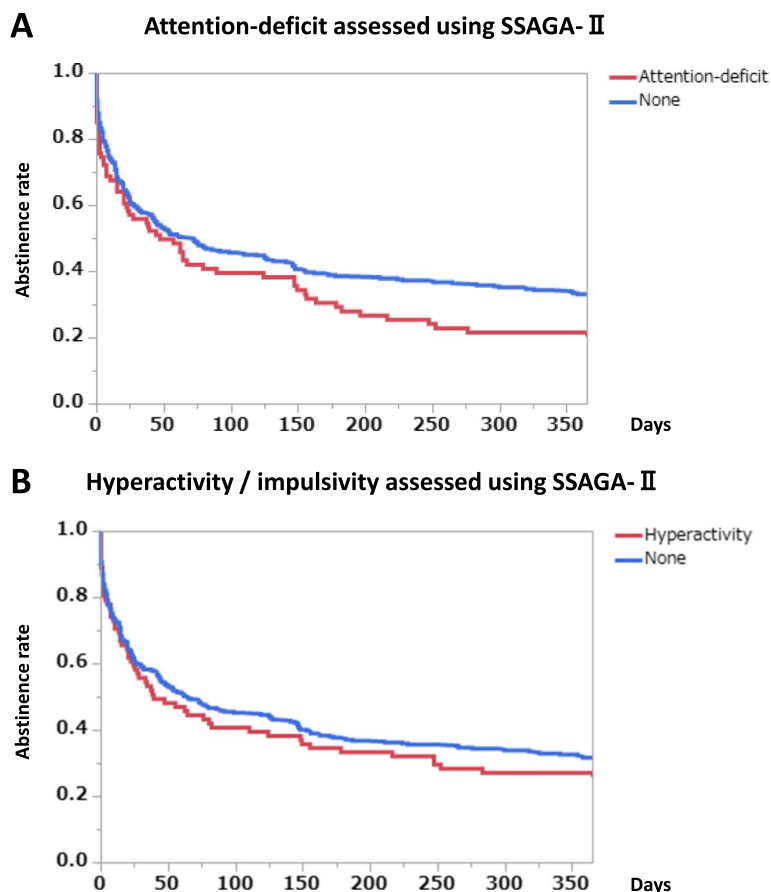 A
Attention-deficit assessed using SSAGA-Ⅱ
Attention-deficit
None
Abstinence rate
1.0
0.8
0.6
0.4
0.2
0.0
0 50 100 150 200 250 300 350 Days
B
Hyperactivity / impulsivity assessed using SSAGA-Ⅱ
Hyperactivity
None
Abstinence rate
1.0
0.8
0.6
0.4
0.2
0.0
0 50 100 150 200 250 300 350 Days